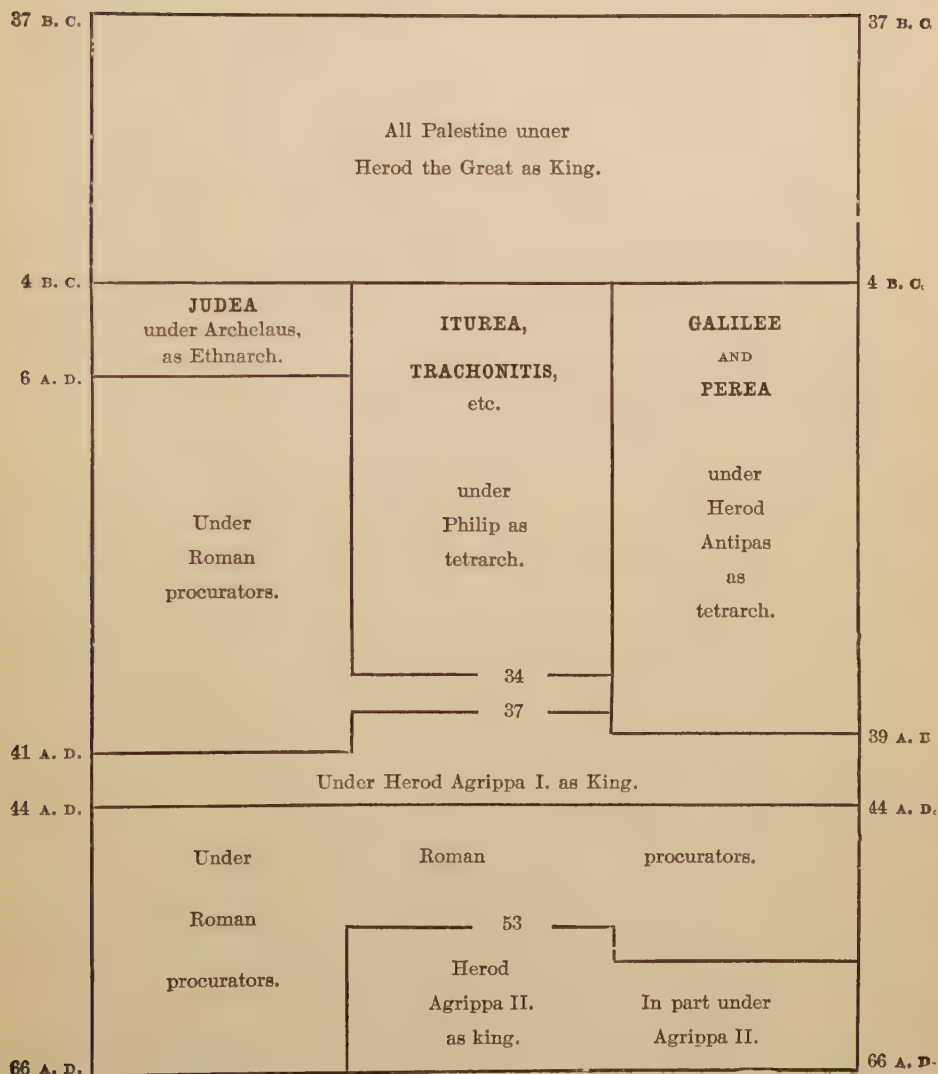 37 B. C. 37 B. C
All Palestine unaer
Herod the Great as King.
4 B. C. 4 B. C.
JUDEA
under Archelaus,
as Ethnarch.
6 A. D.
Under
Roman
procurators.
41 A. D.
ITUREA,
TRACHONITIS,
etc.
under
Philip as
tetrarch.
34
37
GALILEE
AND
PEREA
under
Herod
Antipas
as
tetrarch.
39 A. D
Under Herod Agrippa I. as King.
44 A. D. 44 A. D.
Under Roman procurators.
Roman
procurators.
53
Herod
Agrippa II.
as king.
In part under
Agrippa II.
66 A. D. 66 A. D.